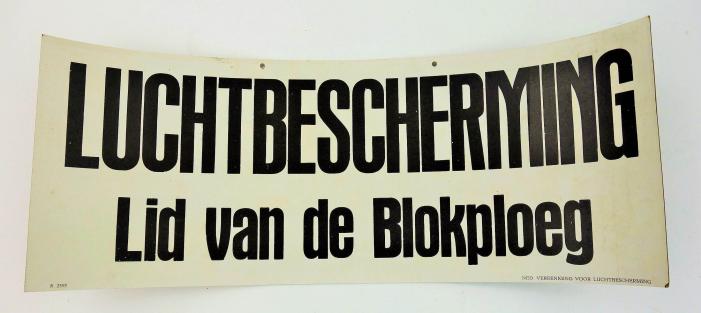 LUCHTBESCHERMING
Lid van de Blokploeg
NED. VEREENIGING VOOR LUCHTBESCHERMING